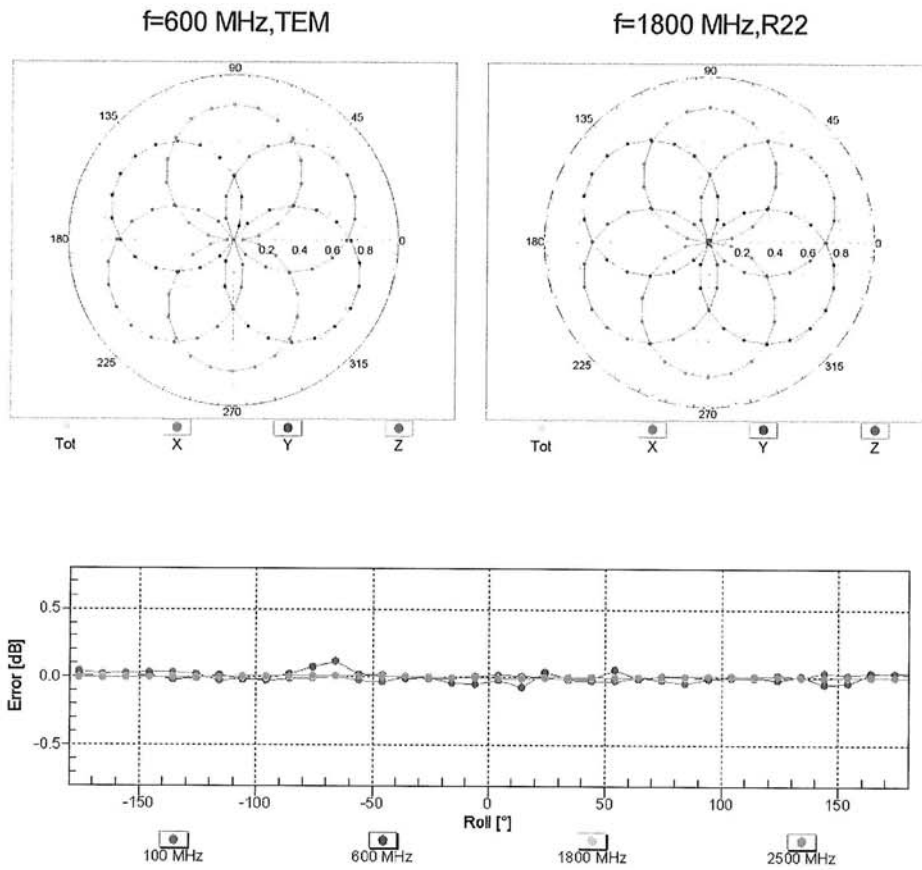 f=600 MHz,TEM
f=1800 MHz,R22
90
135
45
180
0.2 0.4 0.6 0.8
0
225
315
270
Tot X Y Z
90
135
45
180
0.2 0.4 0.6 0.8
0
225
315
270
Tot X Y Z
Error [dB]
0.5
0.0
-0.5
-150 -100 -50 0 50 100 150
Roll [°]
100 MHz 600 MHz 1800 MHz 2500 MHz